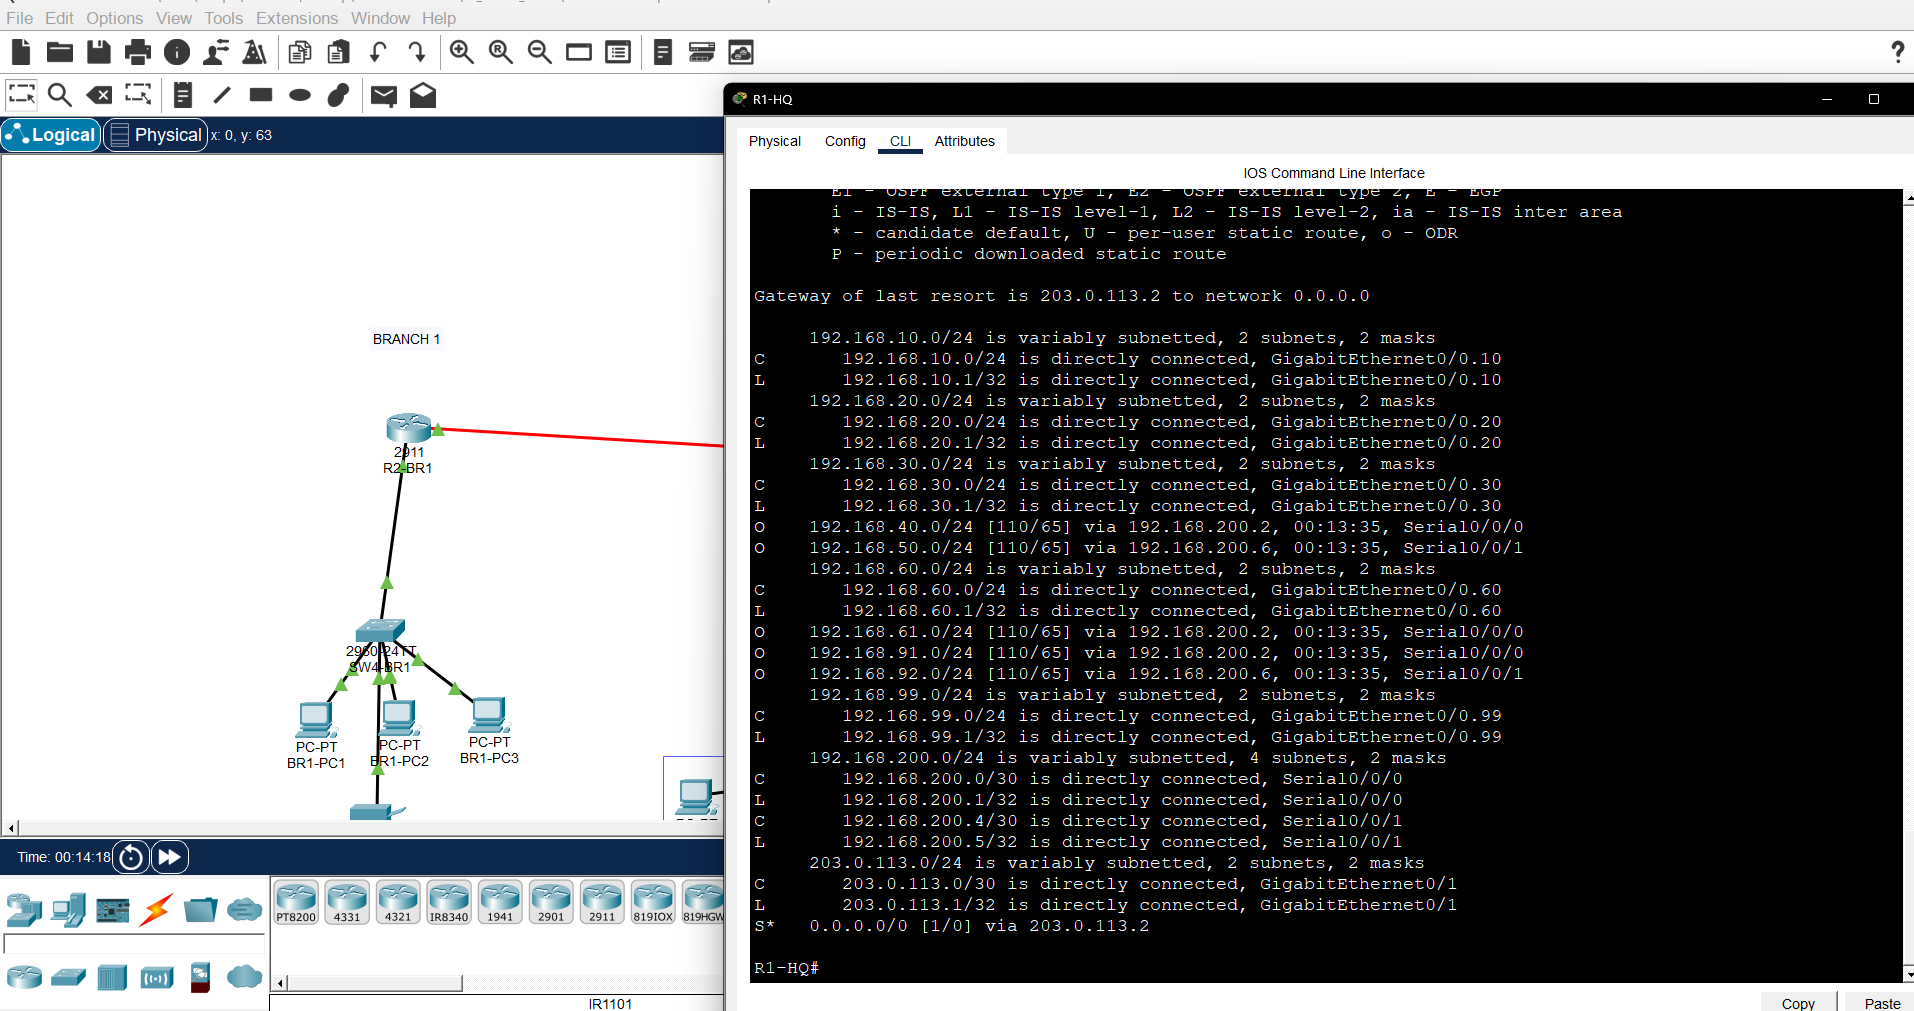 File Edit Options View Tools Extensions Window Help
?
Logical Physical x: 0, y: 63
BRANCH 1
2911
R2-BR1
2960-24TT
SW4-BR1
PC-PT
BR1-PC1
PC-PT
BR1-PC2
PC-PT
BR1-PC3
Time: 00:14:18
PT8200 4331 4321 IR8340 1941 2901 2911 819IOX 819HGW
IR1101
R1-HQ
Physical Config CLI Attributes
IOS Command Line Interface
E1 - OSPF external type 1, E2 - OSPF external type 2, E - EGP
i - IS-IS, L1 - IS-IS level-1, L2 - IS-IS level-2, ia - IS-IS inter area
* - candidate default, U - per-user static route, o - ODR
P - periodic downloaded static route
Gateway of last resort is 203.0.113.2 to network 0.0.0.0
192.168.10.0/24 is variably subnetted, 2 subnets, 2 masks
C 192.168.10.0/24 is directly connected, GigabitEthernet0/0.10
L 192.168.10.1/32 is directly connected, GigabitEthernet0/0.10
192.168.20.0/24 is variably subnetted, 2 subnets, 2 masks
C 192.168.20.0/24 is directly connected, GigabitEthernet0/0.20
L 192.168.20.1/32 is directly connected, GigabitEthernet0/0.20
192.168.30.0/24 is variably subnetted, 2 subnets, 2 masks
C 192.168.30.0/24 is directly connected, GigabitEthernet0/0.30
L 192.168.30.1/32 is directly connected, GigabitEthernet0/0.30
O 192.168.40.0/24 [110/65] via 192.168.200.2, 00:13:35, Serial0/0/0
O 192.168.50.0/24 [110/65] via 192.168.200.6, 00:13:35, Serial0/0/1
192.168.60.0/24 is variably subnetted, 2 subnets, 2 masks
C 192.168.60.0/24 is directly connected, GigabitEthernet0/0.60
L 192.168.60.1/32 is directly connected, GigabitEthernet0/0.60
O 192.168.61.0/24 [110/65] via 192.168.200.2, 00:13:35, Serial0/0/0
O 192.168.91.0/24 [110/65] via 192.168.200.2, 00:13:35, Serial0/0/0
O 192.168.92.0/24 [110/65] via 192.168.200.6, 00:13:35, Serial0/0/1
192.168.99.0/24 is variably subnetted, 2 subnets, 2 masks
C 192.168.99.0/24 is directly connected, GigabitEthernet0/0.99
L 192.168.99.1/32 is directly connected, GigabitEthernet0/0.99
192.168.200.0/24 is variably subnetted, 4 subnets, 2 masks
C 192.168.200.0/30 is directly connected, Serial0/0/0
L 192.168.200.1/32 is directly connected, Serial0/0/0
C 192.168.200.4/30 is directly connected, Serial0/0/1
L 192.168.200.5/32 is directly connected, Serial0/0/1
203.0.113.0/24 is variably subnetted, 2 subnets, 2 masks
C 203.0.113.0/30 is directly connected, GigabitEthernet0/1
L 203.0.113.1/32 is directly connected, GigabitEthernet0/1
S* 0.0.0.0/0 [1/0] via 203.0.113.2
R1-HQ#
Copy Paste